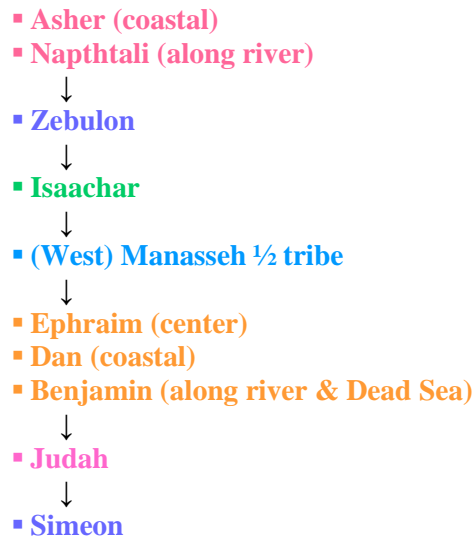 ▪ Asher (coastal)
▪ Napthtali (along river)
↓
▪ Zebulon
↓
▪ Isaachar
↓
▪ (West) Manasseh ½ tribe
↓
▪ Ephraim (center)
▪ Dan (coastal)
▪ Benjamin (along river & Dead Sea)
↓
▪ Judah
↓
▪ Simeon